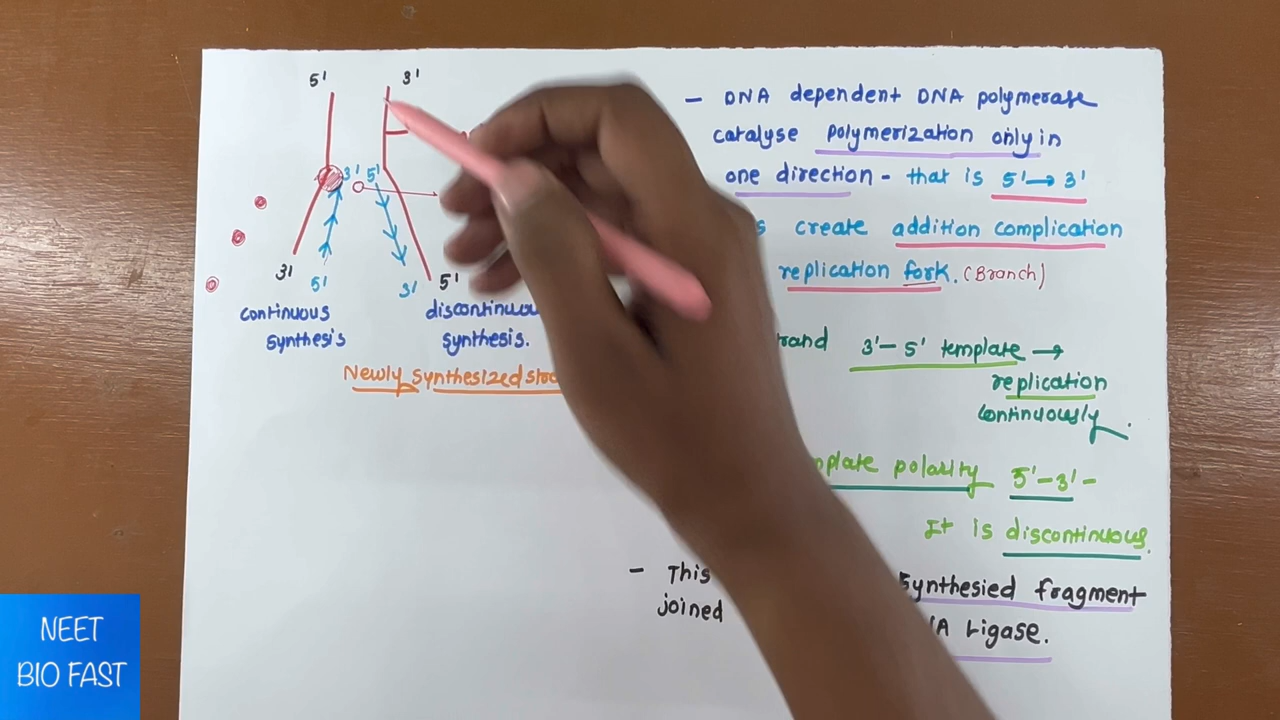 5' 3'
3' 5'
3' 5' 3' 5'
continuous discontinuou
synthesis synthesis.
Newly synthesized
- DNA dependent DNA polymerase
catalyse polymerization only in
one direction - that is 5'→3'
s create addition complication
replication fork. (Branch)
rand 3'-5' template →
replication
continuously.
plate polarity 5'-3'-
It is discontinuous.
- This Synthesied fragment
joined Ligase.
NEET
BIO FAST